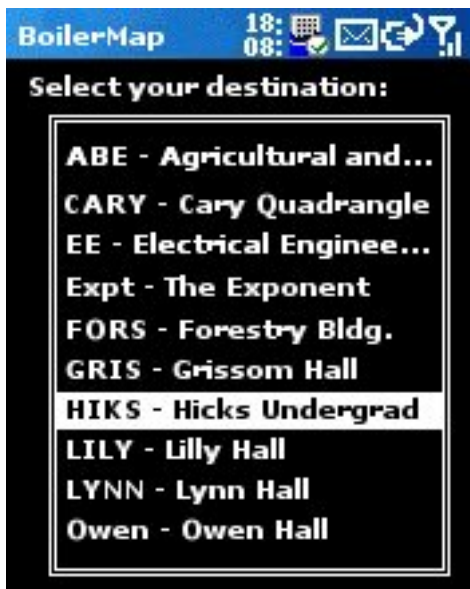 BoilerMap 18:
08:
Select your destination:
ABE - Agricultural and...
CARY - Cary Quadrangle
EE - Electrical Enginee...
Expt - The Exponent
FORS - Forestry Bldg.
GRIS - Grissom Hall
HIKS - Hicks Undergrad
LILY - Lilly Hall
LYNN - Lynn Hall
Owen - Owen Hall